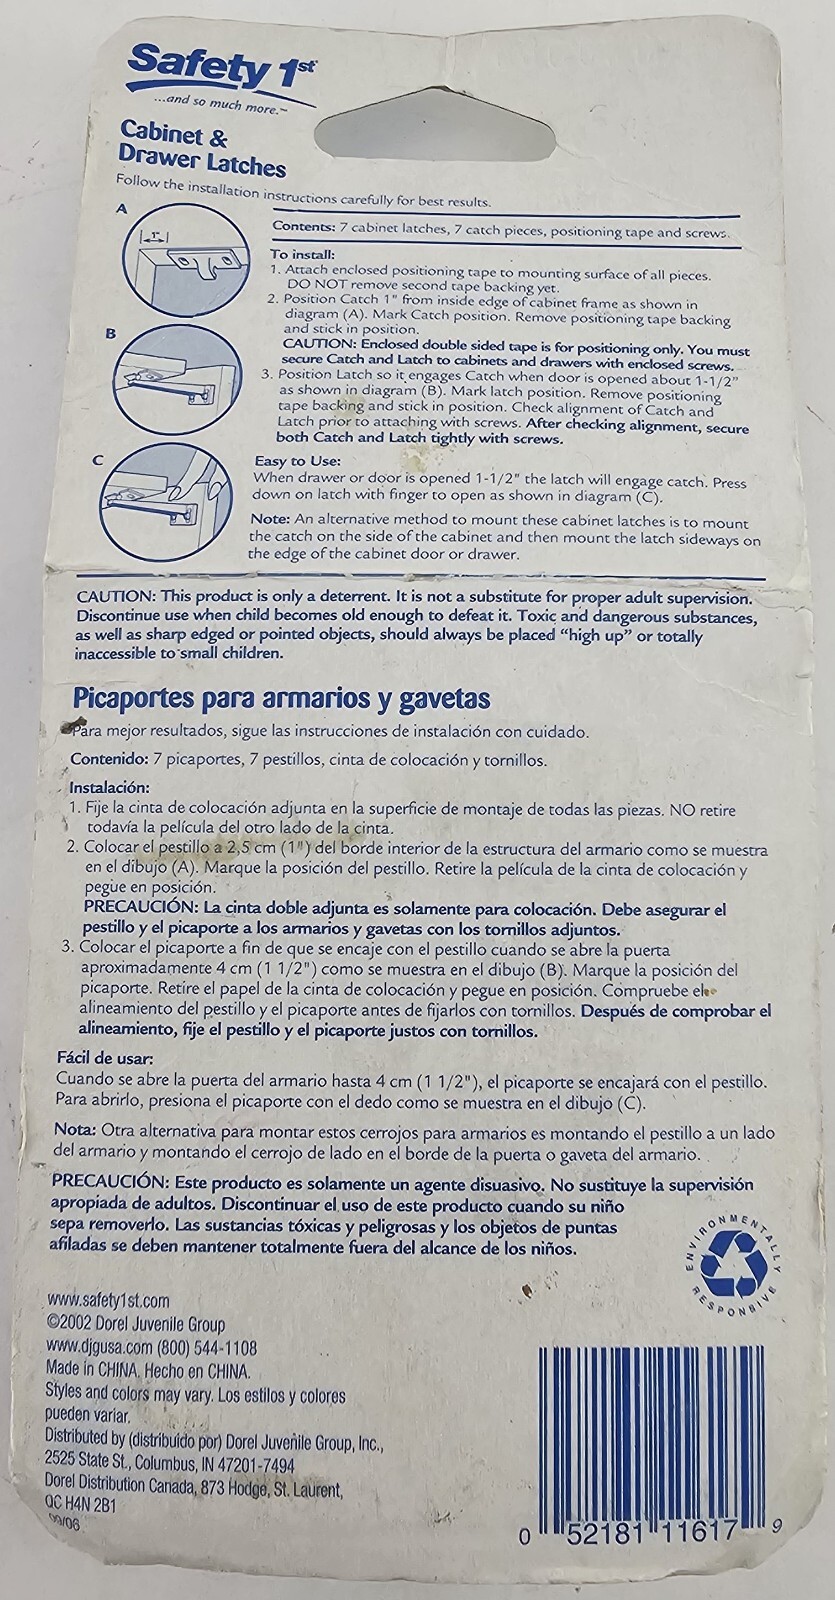 Safety 1st
...and so much more.™
Cabinet &
Drawer Latches
Follow the installation instructions carefully for best results.
A
1"
Contents: 7 cabinet latches, 7 catch pieces, positioning tape and screws.
To install:
1. Attach enclosed positioning tape to mounting surface of all pieces.
DO NOT remove second tape backing yet.
2. Position Catch 1" from inside edge of cabinet frame as shown in
diagram (A). Mark Catch position. Remove positioning tape backing
and stick in position.
CAUTION: Enclosed double sided tape is for positioning only. You must
secure Catch and Latch to cabinets and drawers with enclosed screws.
B
3. Position Latch so it engages Catch when door is opened about 1-1/2"
as shown in diagram (B). Mark latch position. Remove positioning
tape backing and stick in position. Check alignment of Catch and
Latch prior to attaching with screws. After checking alignment, secure
both Catch and Latch tightly with screws.
C
Easy to Use:
When drawer or door is opened 1-1/2" the latch will engage catch. Press
down on latch with finger to open as shown in diagram (C).
Note: An alternative method to mount these cabinet latches is to mount
the catch on the side of the cabinet and then mount the latch sideways on
the edge of the cabinet door or drawer.
CAUTION: This product is only a deterrent. It is not a substitute for proper adult supervision.
Discontinue use when child becomes old enough to defeat it. Toxic and dangerous substances,
as well as sharp edged or pointed objects, should always be placed “high up” or totally
inaccessible to small children.
Picaportes para armarios y gavetas
Para mejor resultados, sigue las instrucciones de instalación con cuidado.
Contenido: 7 picaportes, 7 pestillos, cinta de colocación y tornillos.
Instalación:
1. Fije la cinta de colocación adjunta en la superficie de montaje de todas las piezas. NO retire
todavía la película del otro lado de la cinta.
2. Colocar el pestillo a 2,5 cm (1") del borde interior de la estructura del armario como se muestra
en el dibujo (A). Marque la posición del pestillo. Retire la película de la cinta de colocación y
pegue en posición.
PRECAUCIÓN: La cinta doble adjunta es solamente para colocación. Debe asegurar el
pestillo y el picaporte a los armarios y gavetas con los tornillos adjuntos.
3. Colocar el picaporte a fin de que se encaje con el pestillo cuando se abre la puerta
aproximadamente 4 cm (1 1/2") como se muestra en el dibujo (B). Marque la posición del
picaporte. Retire el papel de la cinta de colocación y pegue en posición. Compruebe el
alineamiento del pestillo y el picaporte antes de fijarlos con tornillos. Después de comprobar el
alineamiento, fije el pestillo y el picaporte justos con tornillos.
Fácil de usar:
Cuando se abre la puerta del armario hasta 4 cm (1 1/2"), el picaporte se encajará con el pestillo.
Para abrirlo, presiona el picaporte con el dedo como se muestra en el dibujo (C).
Nota: Otra alternativa para montar estos cerrojos para armarios es montando el pestillo a un lado
del armario y montando el cerrojo de lado en el borde de la puerta o gaveta del armario.
PRECAUCIÓN: Este producto es solamente un agente disuasivo. No sustituye la supervisión
apropiada de adultos. Discontinuar el uso de este producto cuando su niño
sepa removerlo. Las sustancias tóxicas y peligrosas y los objetos de puntas
afiladas se deben mantener totalmente fuera del alcance de los niños.
ENVIRONMENTALLY
RESPONSIVE
www.safety1st.com
©2002 Dorel Juvenile Group
www.djgusa.com (800) 544-1108
Made in CHINA. Hecho en CHINA.
Styles and colors may vary. Los estilos y colores
pueden variar.
Distributed by (distribuido por) Dorel Juvenile Group, Inc.,
2525 State St., Columbus, IN 47201-7494
Dorel Distribution Canada, 873 Hodge, St. Laurent,
QC H4N 2B1
09/06
0 52181 11617 9